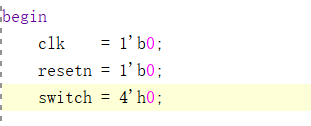 begin
clk = 1'b0;
resetn = 1'b0;
switch = 4'h0;